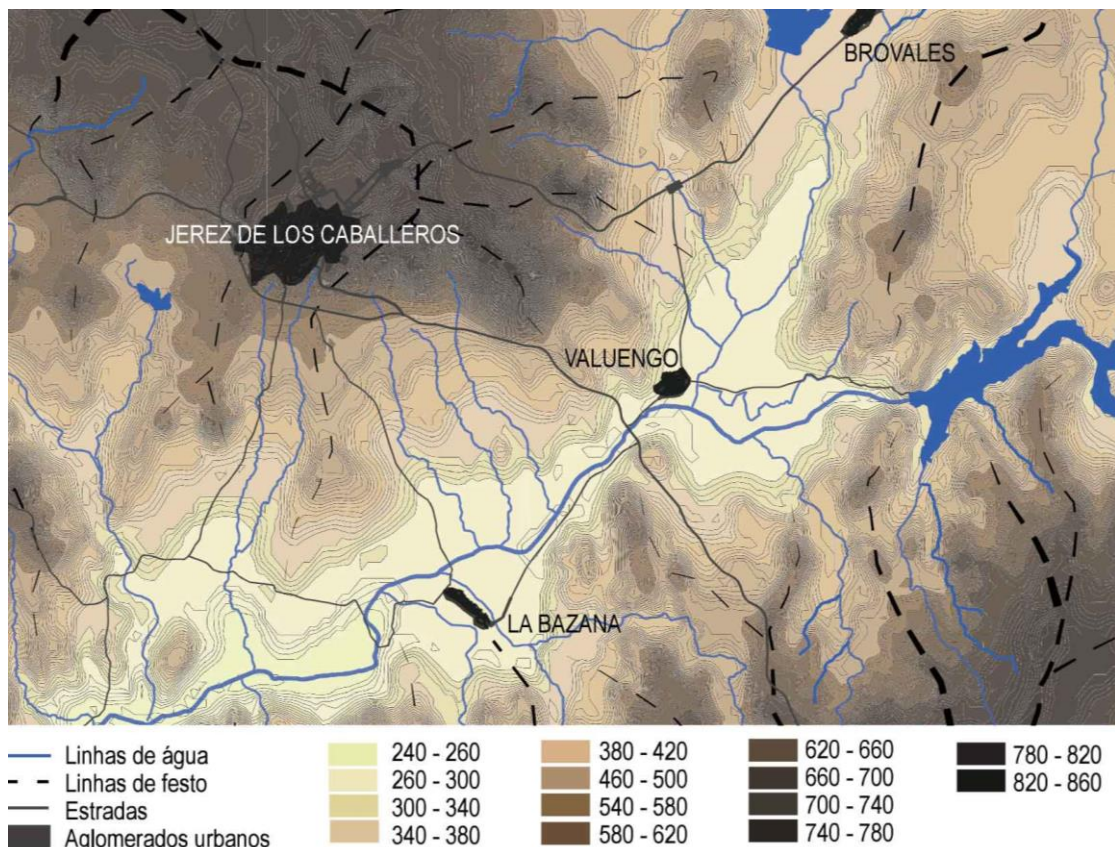 BROVALES
JEREZ DE LOS CABALLEROS
VALUENGO
LA BAZANA
Linhas de água
Linhas de festo
Estradas
Aglomerados urbanos
240 - 260
260 - 300
300 - 340
340 - 380
380 - 420
460 - 500
540 - 580
580 - 620
620 - 660
660 - 700
700 - 740
740 - 780
780 - 820
820 - 860